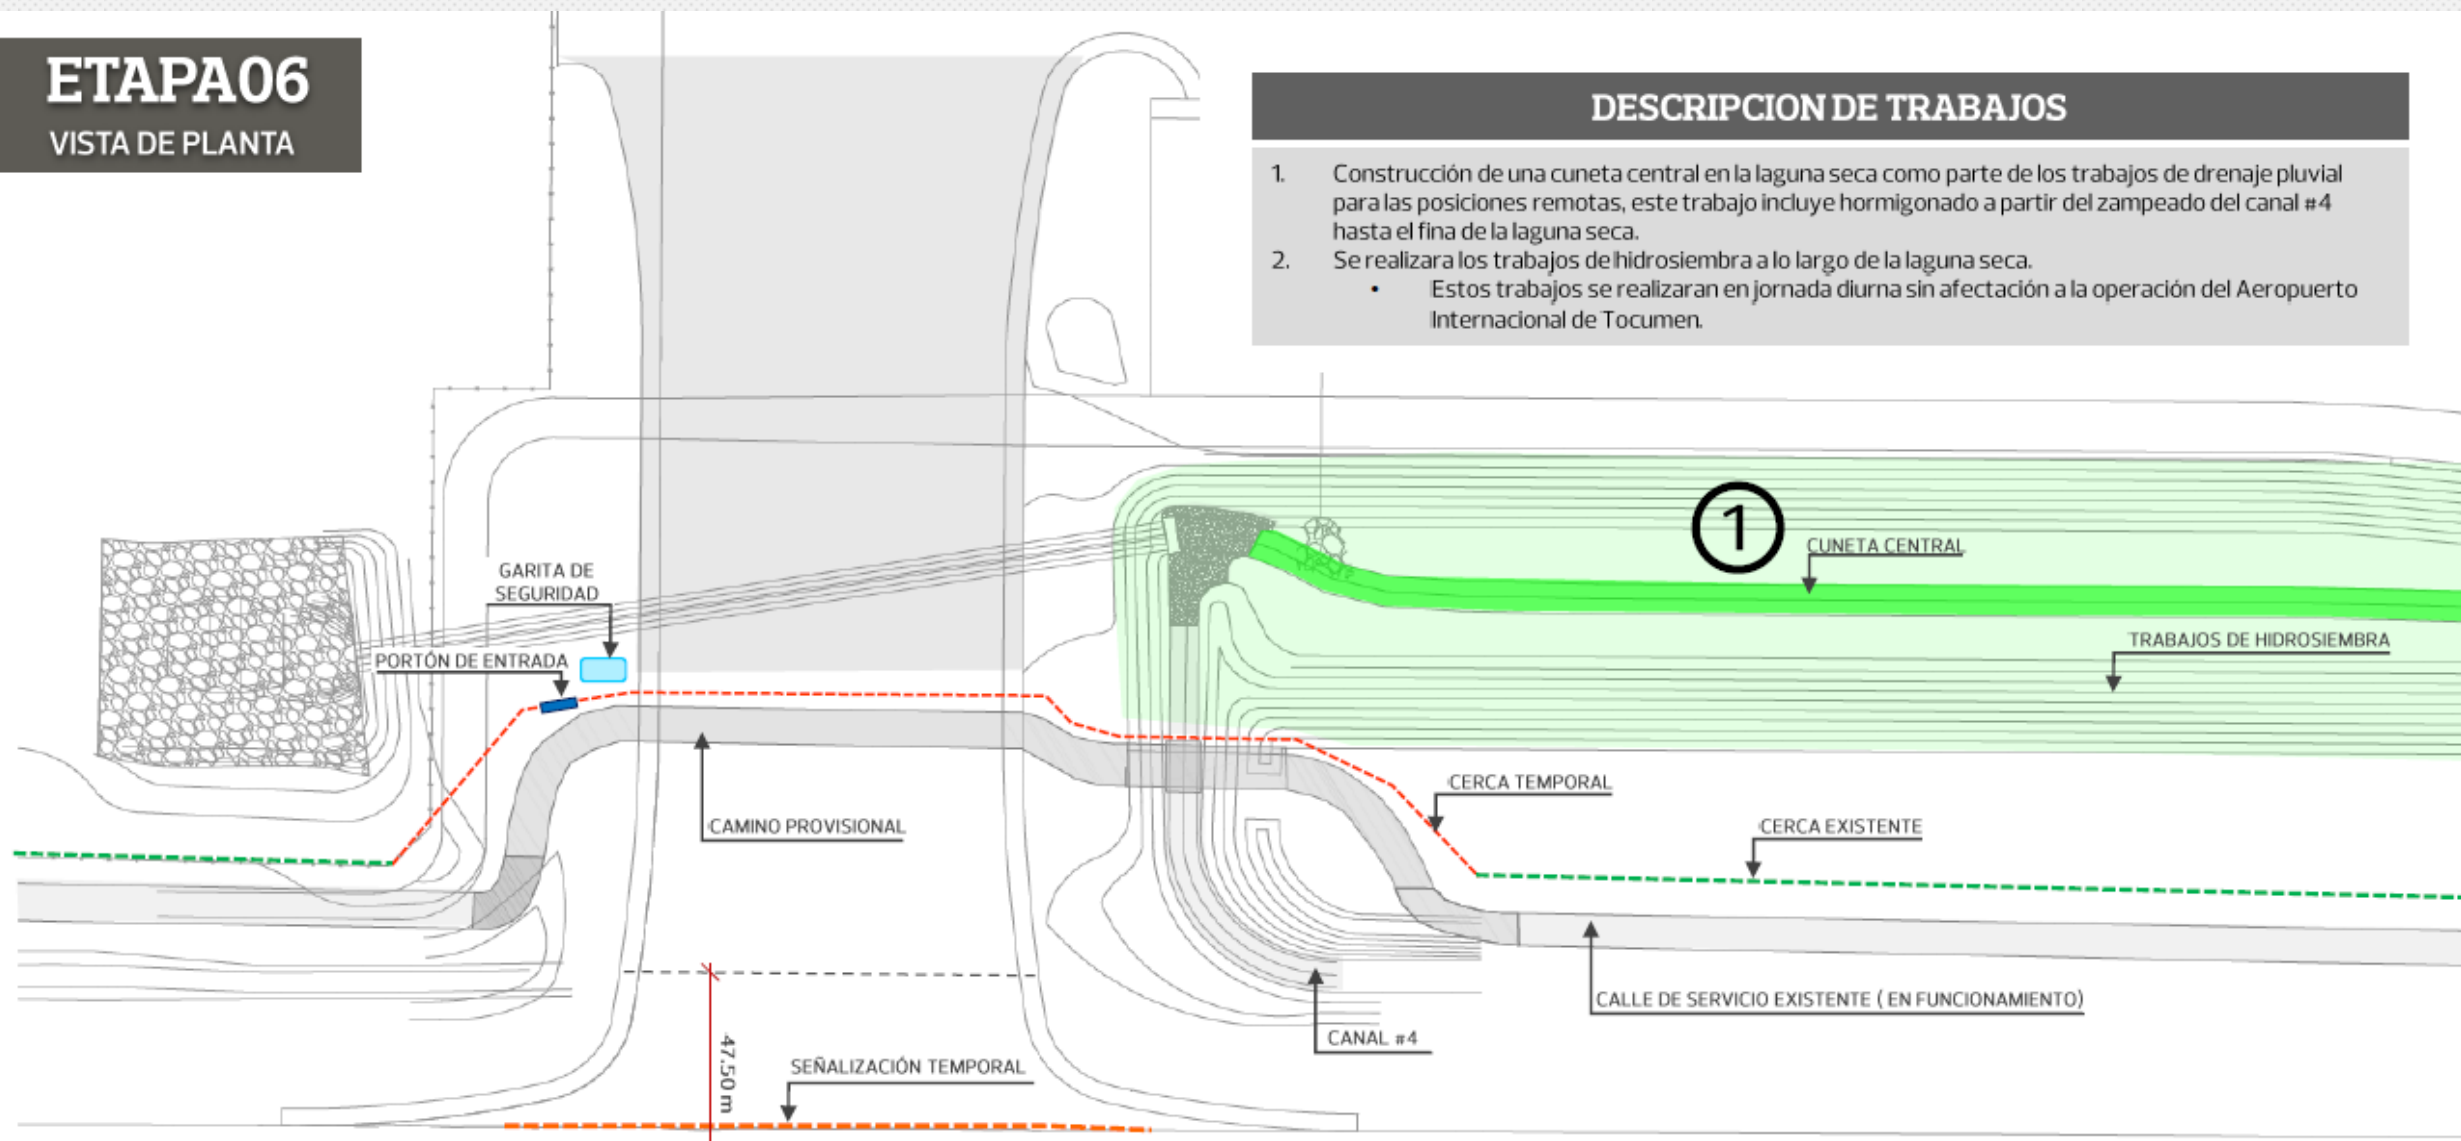 ETAPA06
VISTA DE PLANTA
DESCRIPCION DE TRABAJOS
1. Construcción de una cuneta central en la laguna seca como parte de los trabajos de drenaje pluvial
para las posiciones remotas, este trabajo incluye hormigonado a partir del zampeado del canal #4
hasta el fina de la laguna seca.
2. Se realizara los trabajos de hidrosiembra a lo largo de la laguna seca.
• Estos trabajos se realizaran en jornada diurna sin afectación a la operación del Aeropuerto
Internacional de Tocumen.
1
CUNETA CENTRAL
GARITA DE
SEGURIDAD
TRABAJOS DE HIDROSIEMBRA
PORTÓN DE ENTRADA
CERCA TEMPORAL
CAMINO PROVISIONAL
CERCA EXISTENTE
CALLE DE SERVICIO EXISTENTE ( EN FUNCIONAMIENTO)
CANAL #4
47.50 m
SEÑALIZACIÓN TEMPORAL